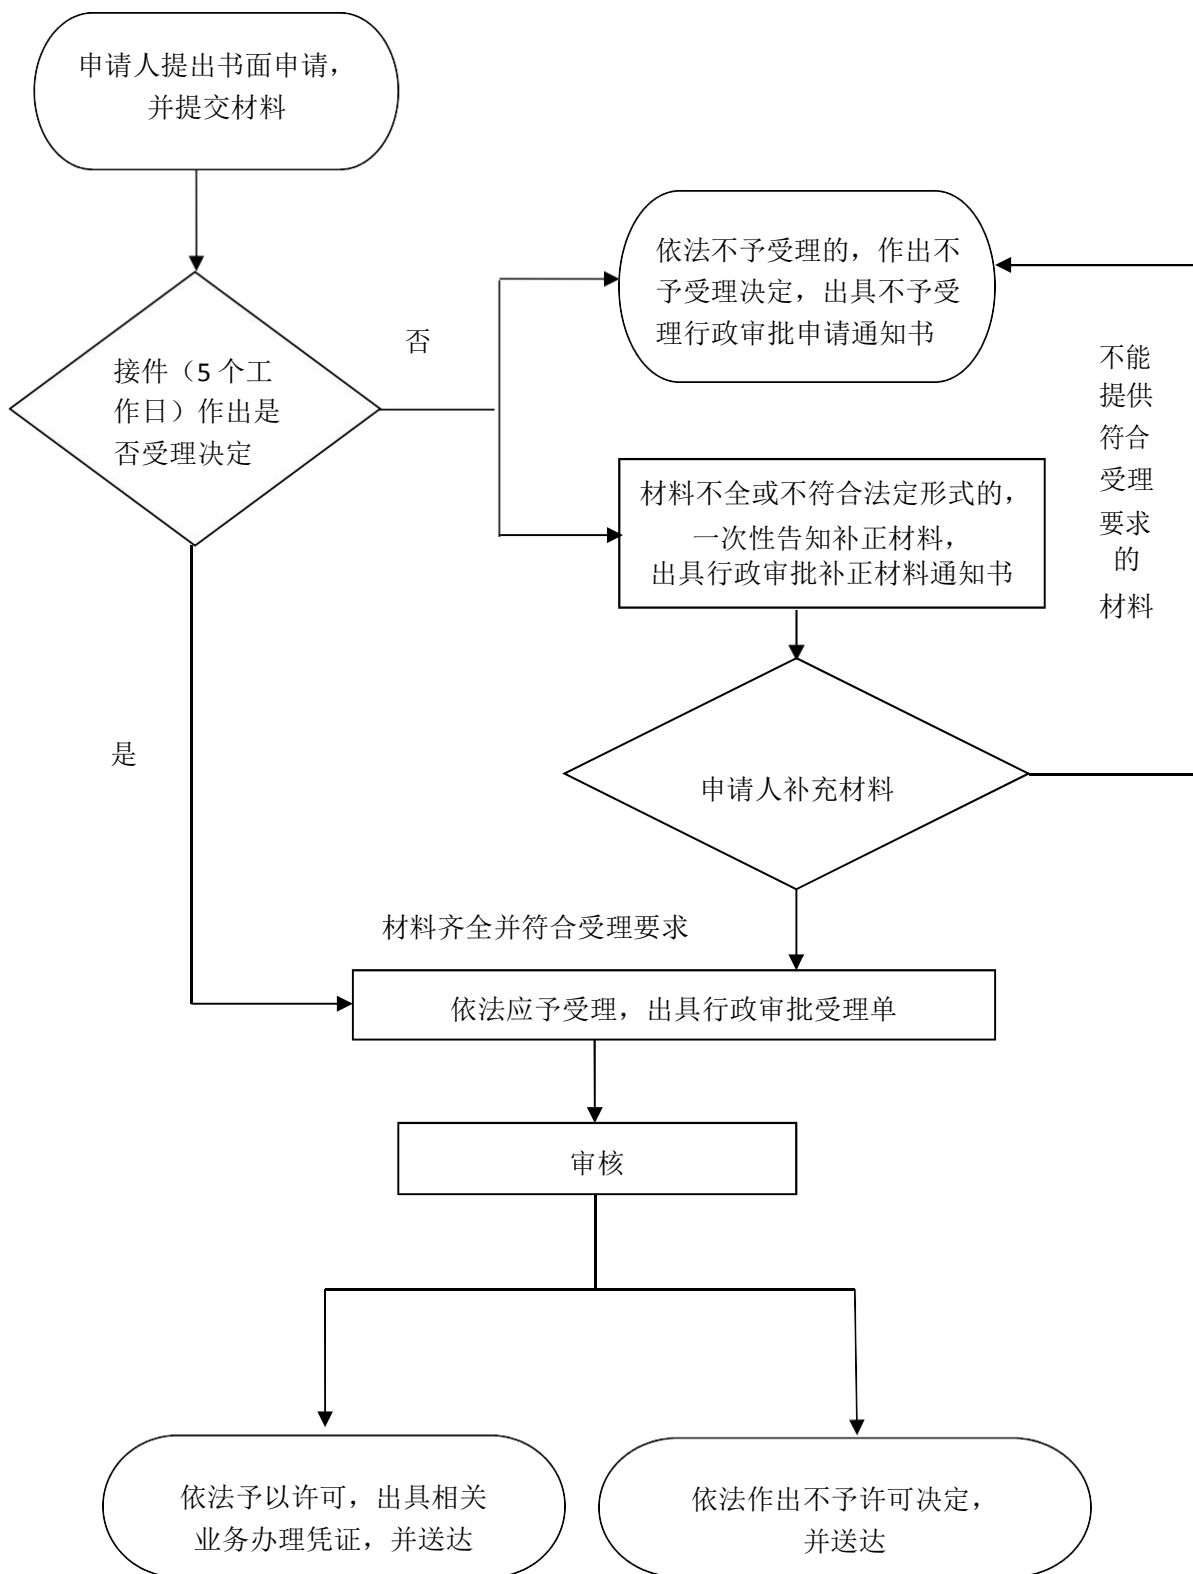 申请人提出书面申请，
并提交材料
依法不予受理的，作出不
予受理决定，出具不予受
理行政审批申请通知书
否
接件（5 个工
作日）作出是
否受理决定
不能
提供
符合
受理
要求
的
材料
材料不全或不符合法定形式的，
一次性告知补正材料，
出具行政审批补正材料通知书
是
申请人补充材料
材料齐全并符合受理要求
依法应予受理，出具行政审批受理单
审核
依法予以许可，出具相关
业务办理凭证，并送达
依法作出不予许可决定，
并送达